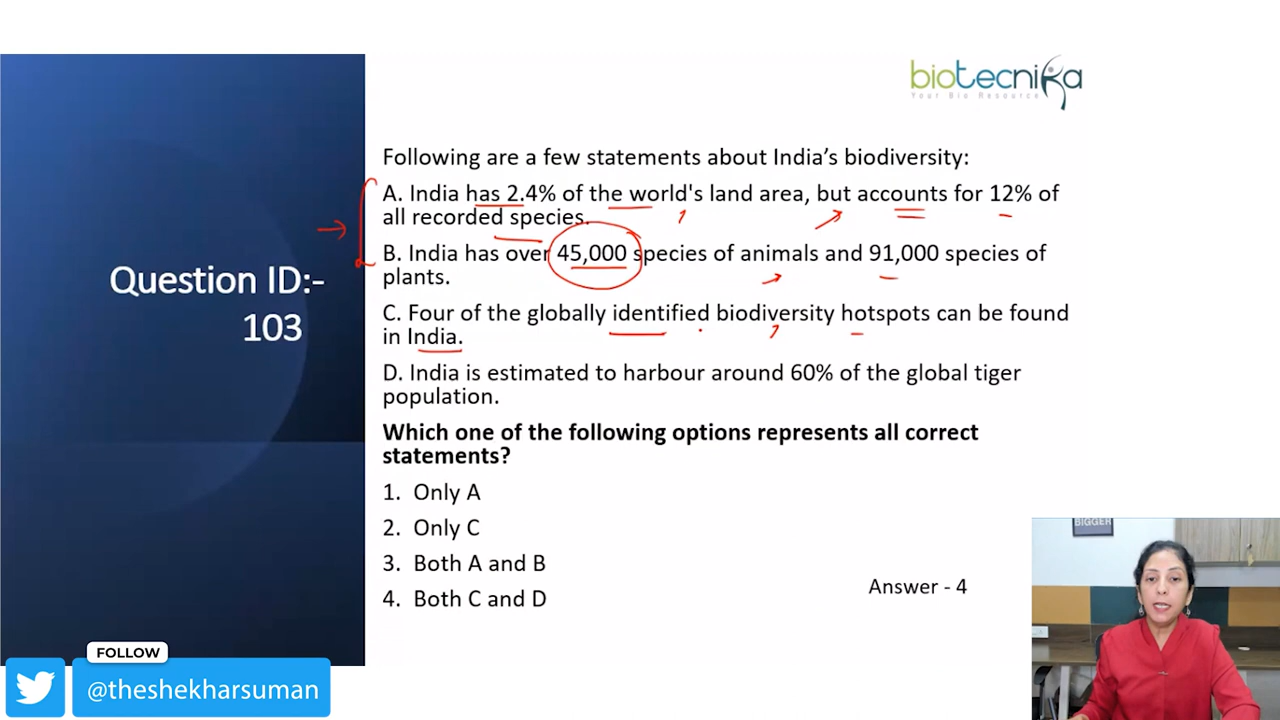 biotecnika
Your Bio Resource
Following are a few statements about India's biodiversity:
A. India has 2.4% of the world's land area, but accounts for 12% of
all recorded species.
B. India has over 45,000 species of animals and 91,000 species of
plants.
C. Four of the globally identified biodiversity hotspots can be found
in India.
D. India is estimated to harbour around 60% of the global tiger
population.
Which one of the following options represents all correct
statements?
1. Only A
2. Only C
3. Both A and B
4. Both C and D
Answer - 4
Question ID:-
103
BIGGER
FOLLOW
@theshekharsuman